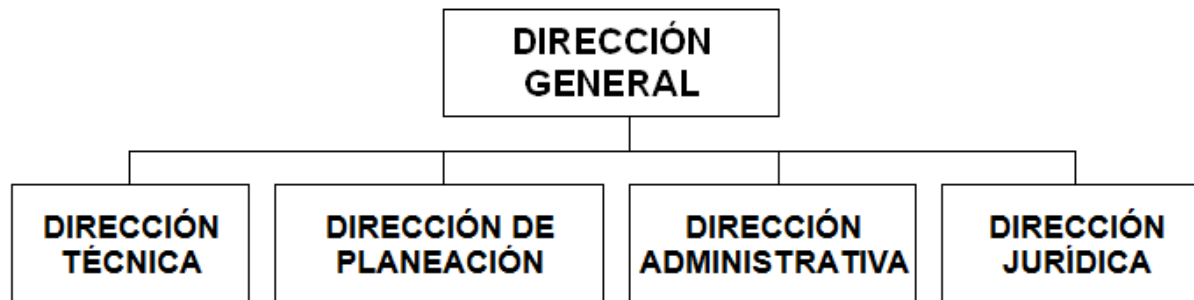 DIRECCIÓN
GENERAL
DIRECCIÓN
TÉCNICA
DIRECCIÓN DE
PLANEACIÓN
DIRECCIÓN
ADMINISTRATIVA
DIRECCIÓN
JURÍDICA